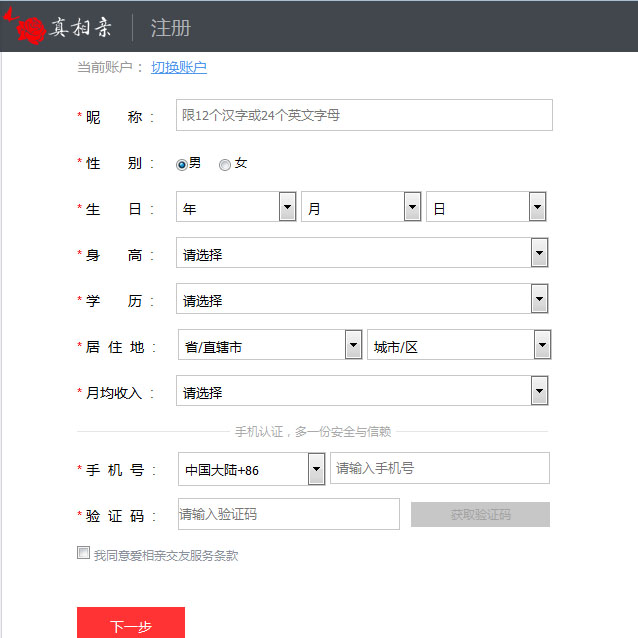 真相亲 注册
当前账户： 切换账户
* 昵 称 : 限12个汉字或24个英文字母
* 性 别 : 男 女
* 生 日 : 年 月 日
* 身 高 : 请选择
* 学 历 : 请选择
* 居 住 地 : 省/直辖市 城市/区
* 月均收入 : 请选择
手机认证，多一份安全与信赖
* 手 机 号 : 中国大陆+86 请输入手机号
* 验 证 码 : 请输入验证码 获取验证码
我同意爱相亲交友服务条款
下一步